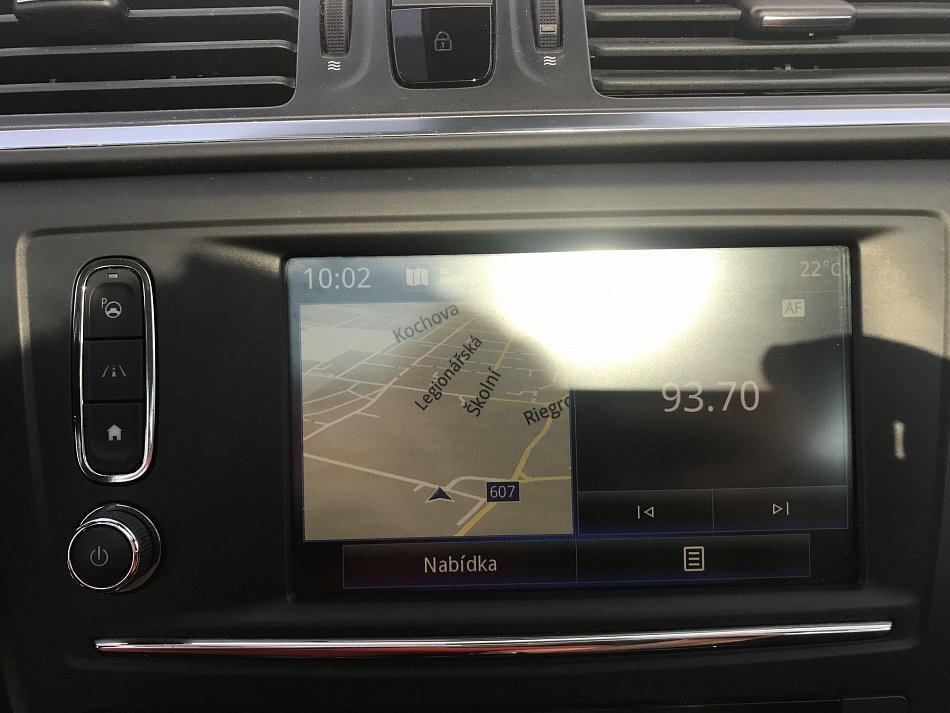 10:02
22°C
AF
Kochova
Legionářská
Školní
Riegro
93.70
607
Nabídka
P